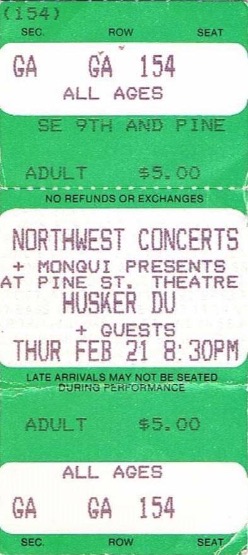 (154)
SEC. ROW SEAT
GA GA 154
ALL AGES
SE 9TH AND PINE
ADULT $5.00
NO REFUNDS OR EXCHANGES
NORTHWEST CONCERTS
+ MONQUI PRESENTS
AT PINE ST. THEATRE
HUSKER DU
+ GUESTS
THUR FEB 21 8:30PM
LATE ARRIVALS MAY NOT BE SEATED
DURING PERFORMANCE
ADULT $5.00
ALL AGES
GA GA 154
SEC. ROW SEAT